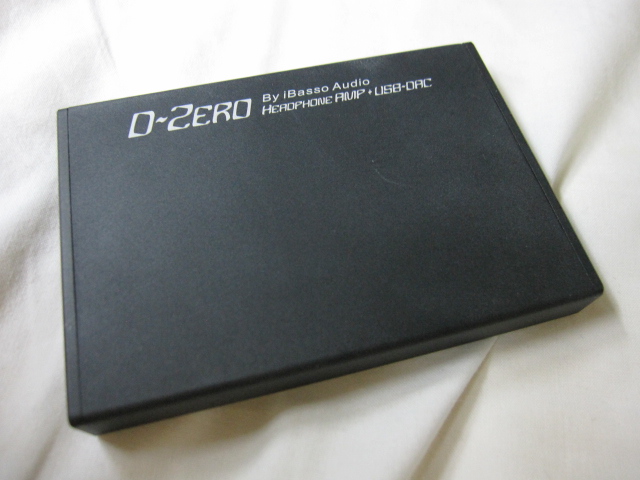 D~ZERO
By iBasso Audio
HEADPHONE AMP + USB-DAC